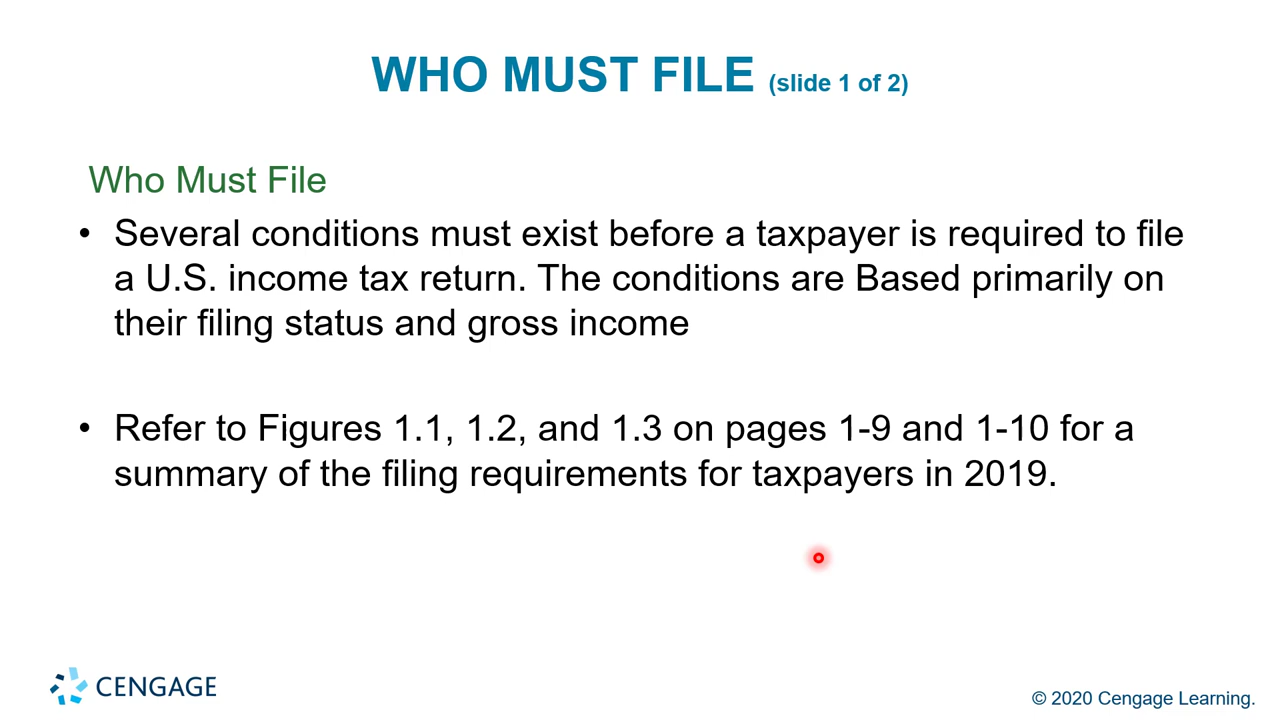 WHO MUST FILE (slide 1 of 2)
Who Must File
• Several conditions must exist before a taxpayer is required to file
a U.S. income tax return. The conditions are Based primarily on
their filing status and gross income
• Refer to Figures 1.1, 1.2, and 1.3 on pages 1-9 and 1-10 for a
summary of the filing requirements for taxpayers in 2019.
CENGAGE
© 2020 Cengage Learning.